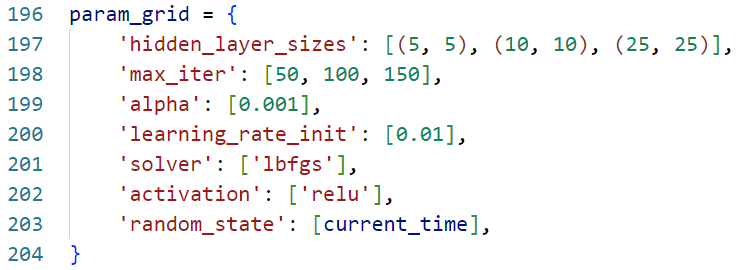 196 param_grid = {
197     'hidden_layer_sizes': [(5, 5), (10, 10), (25, 25)],
198     'max_iter': [50, 100, 150],
199     'alpha': [0.001],
200     'learning_rate_init': [0.01],
201     'solver': ['lbfgs'],
202     'activation': ['relu'],
203     'random_state': [current_time],
204 }